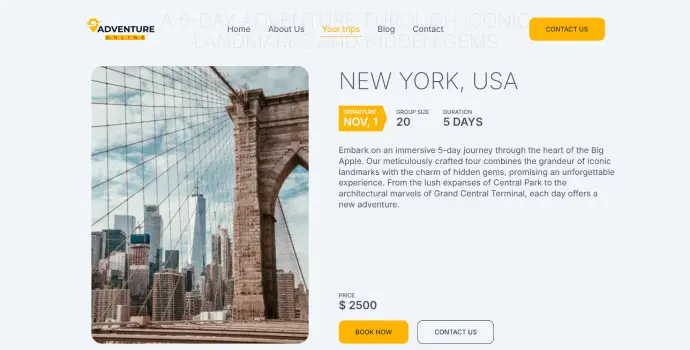 A 5-DAY ADVENTURE THROUGH ICONIC
LANDMARKS AND HIDDEN GEMS
ADVENTURE
ONLINE
Home About Us Your trips Blog Contact
CONTACT US
NEW YORK, USA
DEPARTURE GROUP SIZE DURATION
NOV, 1 20 5 DAYS
Embark on an immersive 5-day journey through the heart of the Big
Apple. Our meticulously crafted tour combines the grandeur of iconic
landmarks with the charm of hidden gems, promising an unforgettable
experience. From the lush expanses of Central Park to the
architectural marvels of Grand Central Terminal, each day offers a
new adventure.
PRICE
$ 2500
BOOK NOW CONTACT US